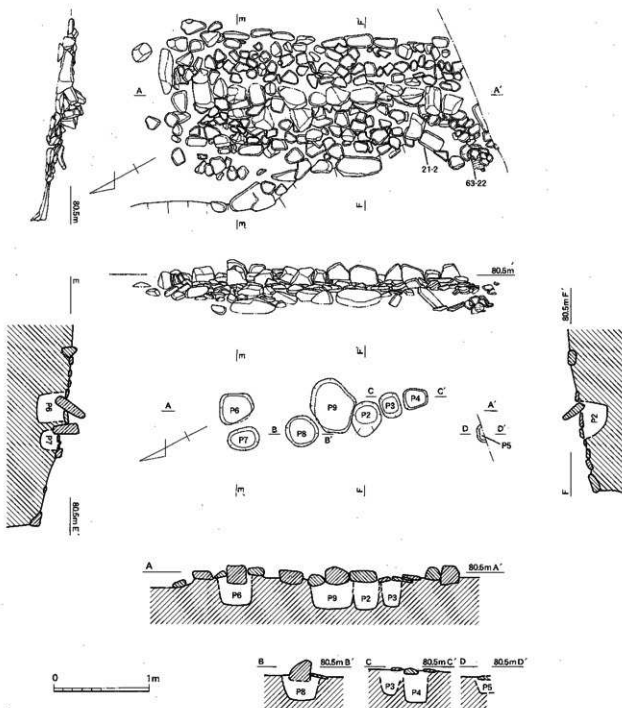 E F
A A′
21-2 63-22
80.5m
E F
80.5m
E
80.5m F′
E F
C C′
P6 P9 P2 P3 P4
A A′
P6
P7
P7 B P8 B′ D D′
P5
P2
E F
F
80.5m E′
A 80.5m A′
P6 P9 P2 P3
B 80.5m B′ C 80.5m C′ D 80.5m D′
P8 P3 P4 P5
0 1m